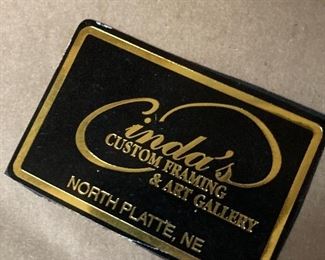 Cinda's
CUSTOM FRAMING
& ART GALLERY
NORTH PLATTE, NE